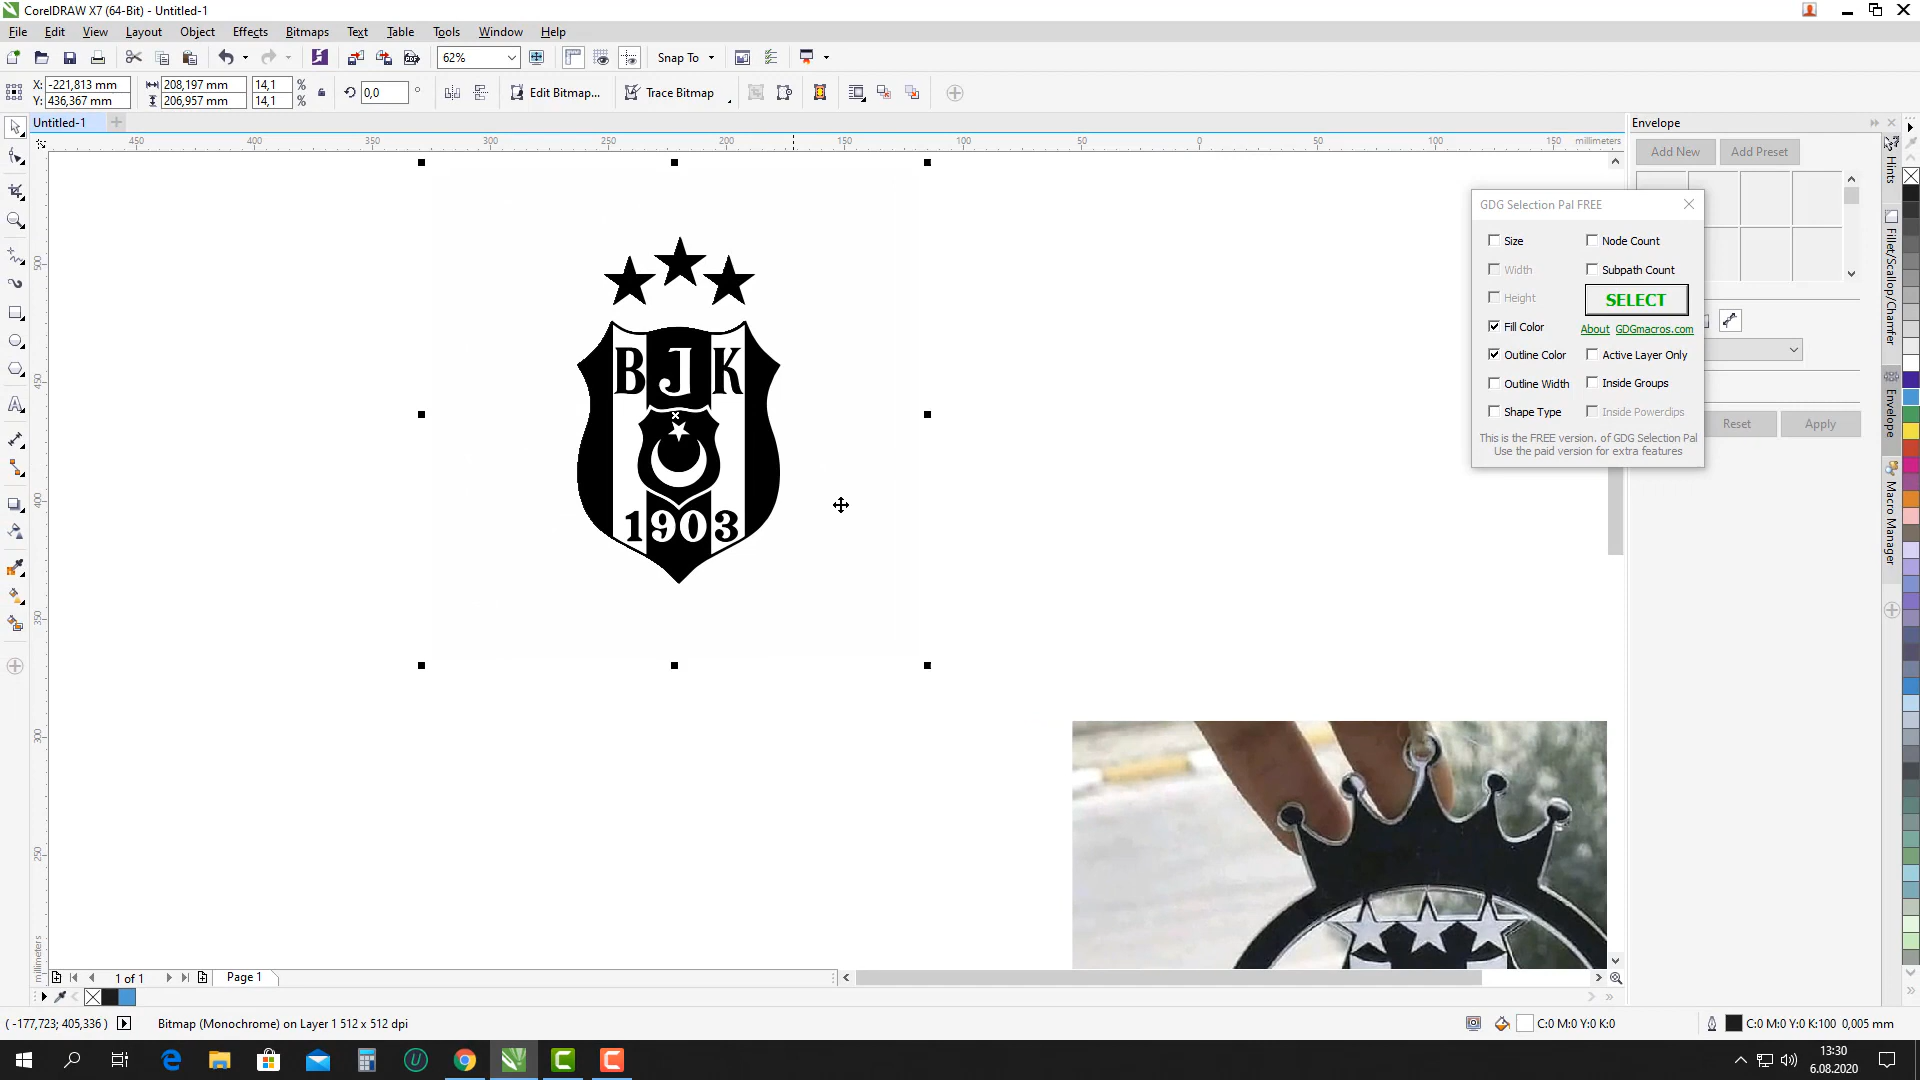 CorelDRAW X7 (64-Bit) - Untitled-1
File Edit View Layout Object Effects Bitmaps Text Table Tools Window Help
62% Snap To
X: -221,813 mm 208,197 mm 14,1 % 0,0 ° Edit Bitmap... Trace Bitmap
Y: 436,367 mm 206,957 mm 14,1 %
Untitled-1
Envelope
450 400 350 300 250 200 150 100 50 0 50 100 150 millimeters
Add New Add Preset
Hints
Fillet/Scallop/Chamfer
Envelope
Macro Manager
GDG Selection Pal FREE
Size Node Count
Width Subpath Count
Height SELECT
Fill Color About GDGmacros.com
Outline Color Active Layer Only
Outline Width Inside Groups
Shape Type Inside Powerclips
This is the FREE version. of GDG Selection Pal
Use the paid version for extra features
Reset Apply
500
450
400
350
300
250
millimeters
B J K
1903
1 of 1 Page 1
( -177,723; 405,336 ) Bitmap (Monochrome) on Layer 1 512 x 512 dpi C:0 M:0 Y:0 K:0 C:0 M:0 Y:0 K:100 0,005 mm
13:30
6.08.2020